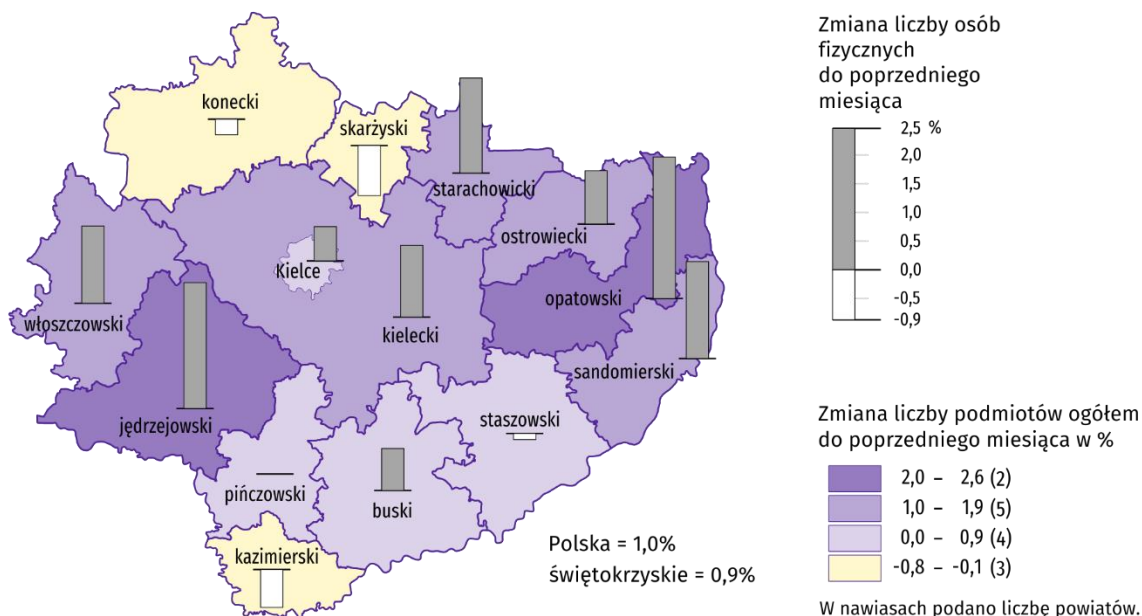 konecki
skarżyski
starachowicki
ostrowiecki
Kielce
opatowski
włoszczowski
kielecki
sandomierski
jędrzejowski
staszowski
pińczowski
buski
kazimierski
Polska = 1,0%
świętokrzyskie = 0,9%
Zmiana liczby osób
fizycznych
do poprzedniego
miesiąca
2,5 %
2,0
1,5
1,0
0,5
0,0
-0,5
-0,9
Zmiana liczby podmiotów ogółem
do poprzedniego miesiąca w %
2,0 – 2,6 (2)
1,0 – 1,9 (5)
0,0 – 0,9 (4)
-0,8 – -0,1 (3)
W nawiasach podano liczbę powiatów.